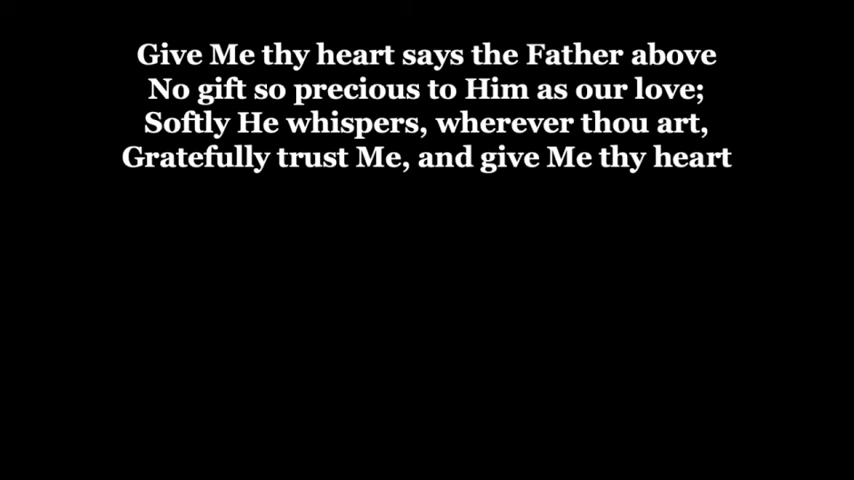 Give Me thy heart says the Father above
No gift so precious to Him as our love;
Softly He whispers, wherever thou art,
Gratefully trust Me, and give Me thy heart